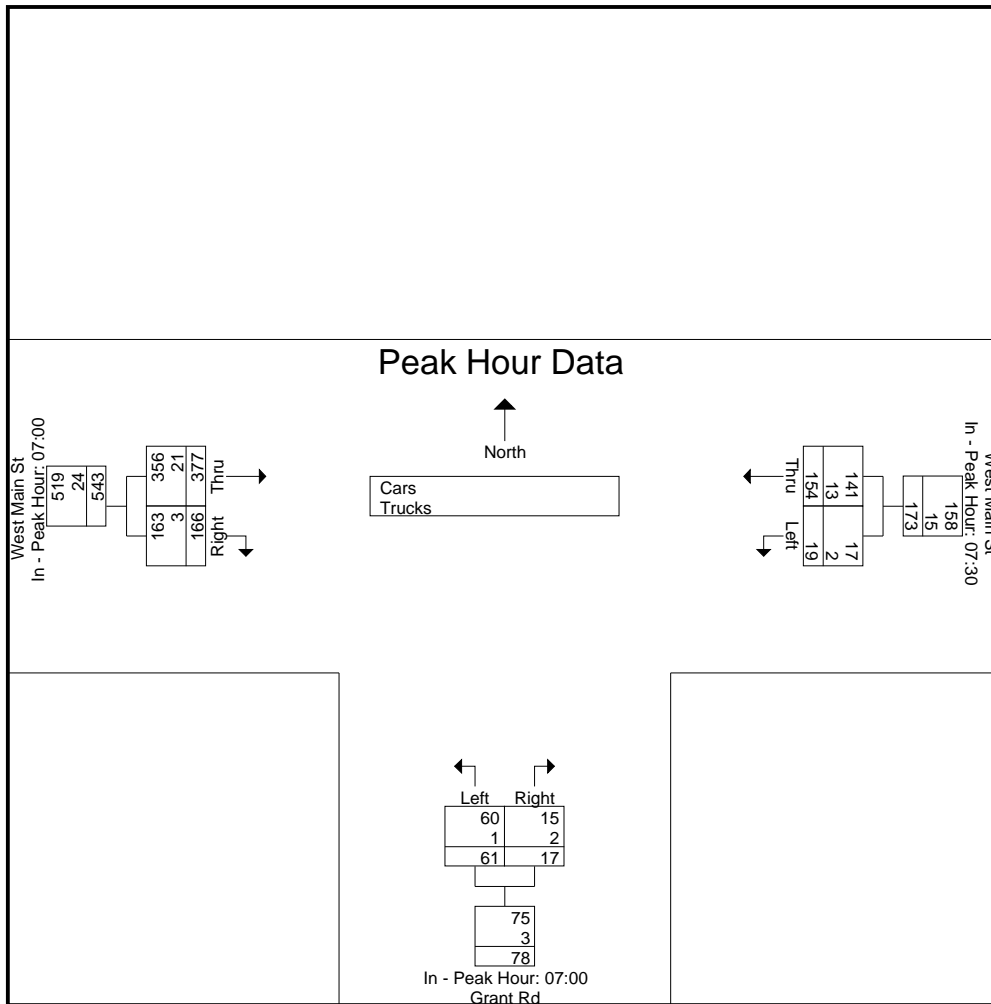 Peak Hour Data
North
Cars
Trucks
West Main St
In - Peak Hour: 07:00
519
24
543
356
21
377
Thru
163
3
166
Right
West Main St
In - Peak Hour: 07:30
158
15
173
141
13
154
Thru
17
2
19
Left
Left Right
60 15
1 2
61 17
75
3
78
In - Peak Hour: 07:00
Grant Rd